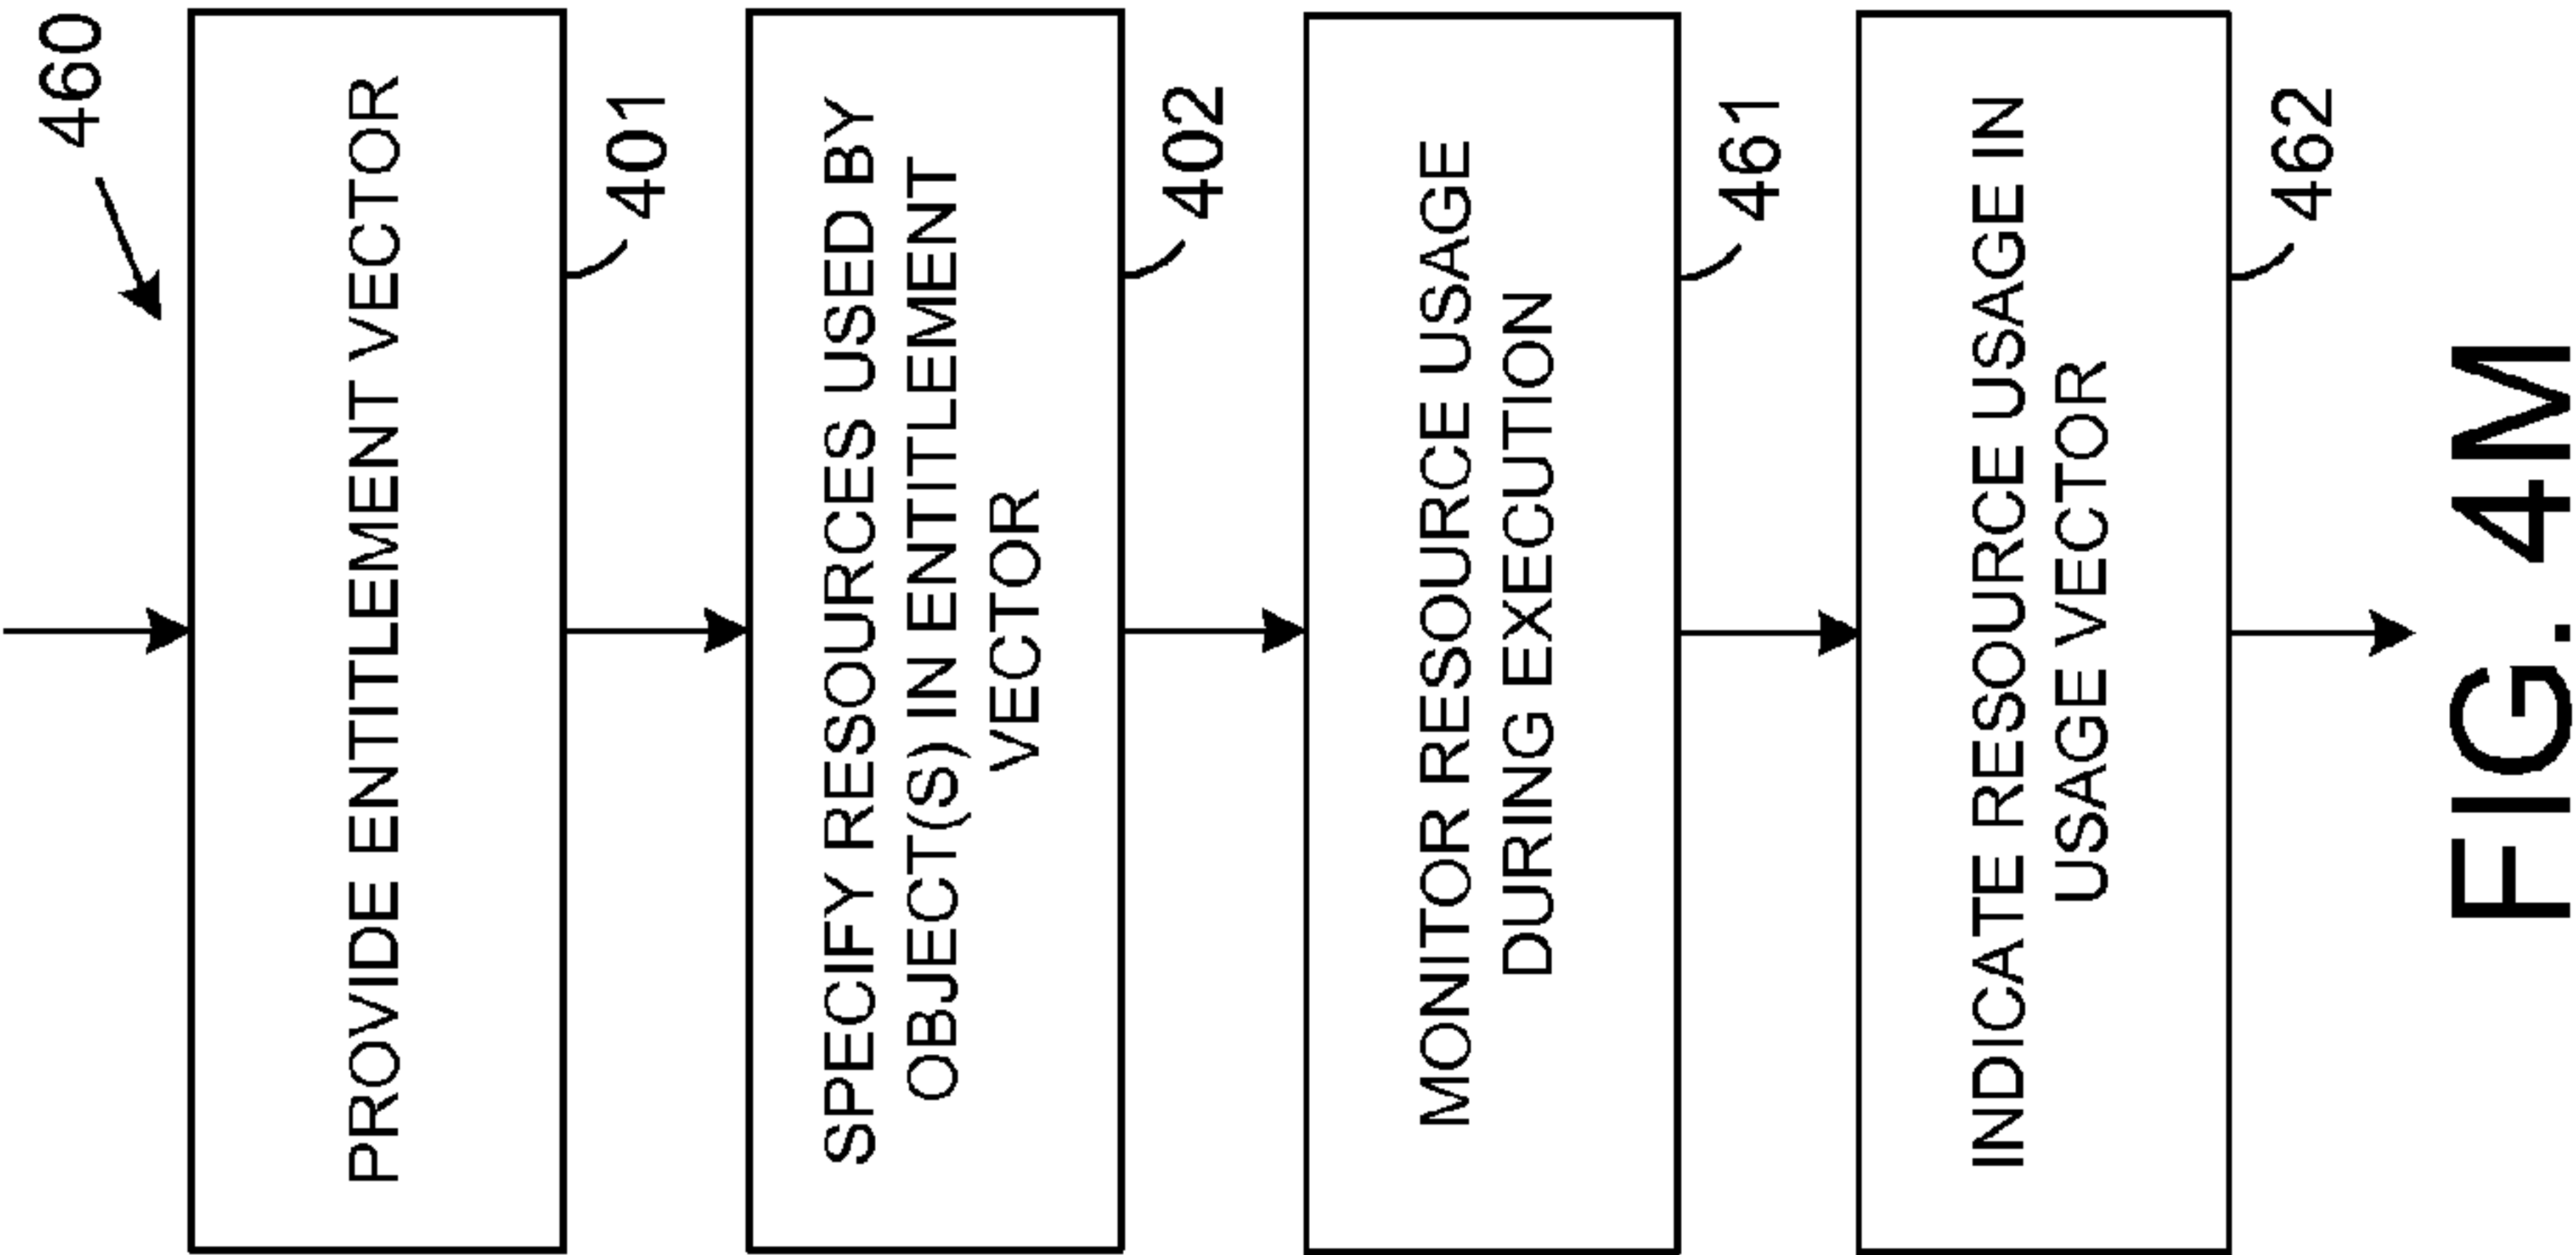 460
PROVIDE ENTITLEMENT VECTOR
401
SPECIFY RESOURCES USED BY
OBJECT(S) IN ENTITLEMENT
VECTOR
402
MONITOR RESOURCE USAGE
DURING EXECUTION
461
INDICATE RESOURCE USAGE IN
USAGE VECTOR
462
FIG. 4M